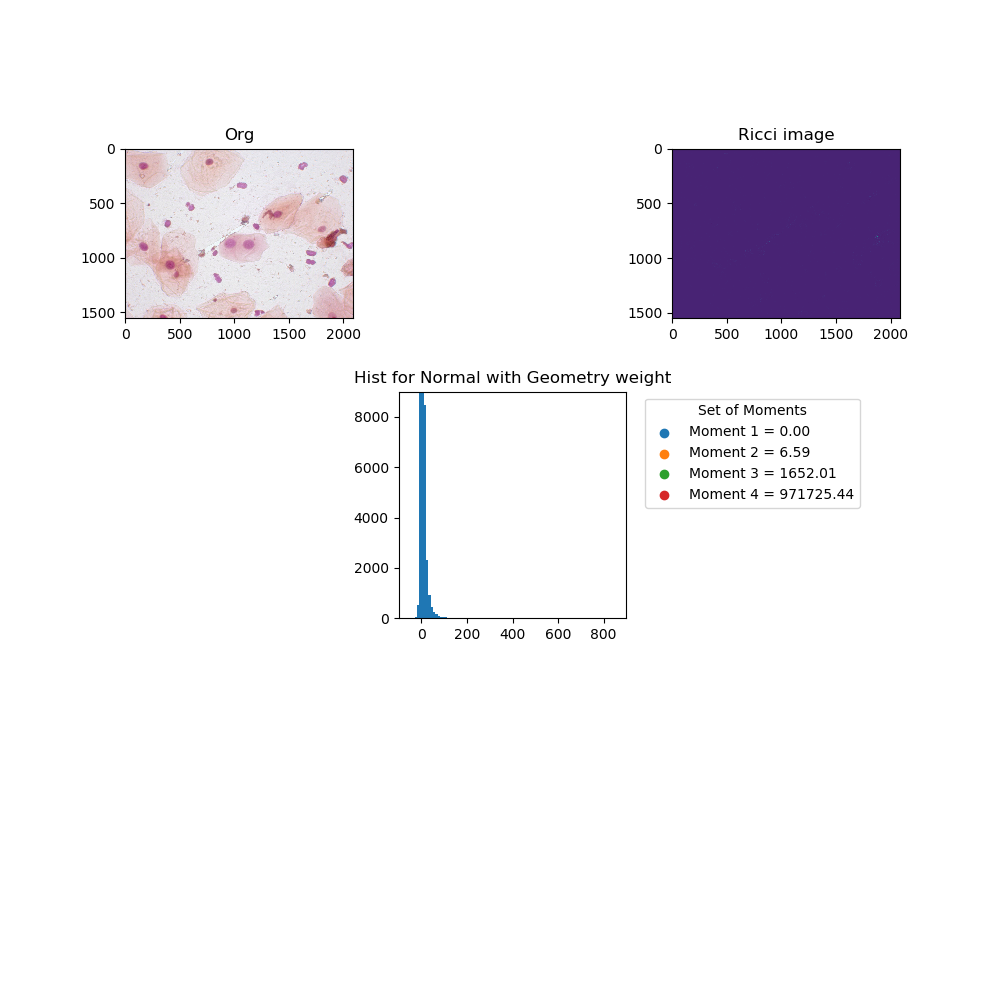 Org
0
500
1000
1500
0 500 1000 1500 2000
Ricci image
0
500
1000
1500
0 500 1000 1500 2000
Hist for Normal with Geometry weight
8000
6000
4000
2000
0
0 200 400 600 800
Set of Moments
Moment 1 = 0.00
Moment 2 = 6.59
Moment 3 = 1652.01
Moment 4 = 971725.44